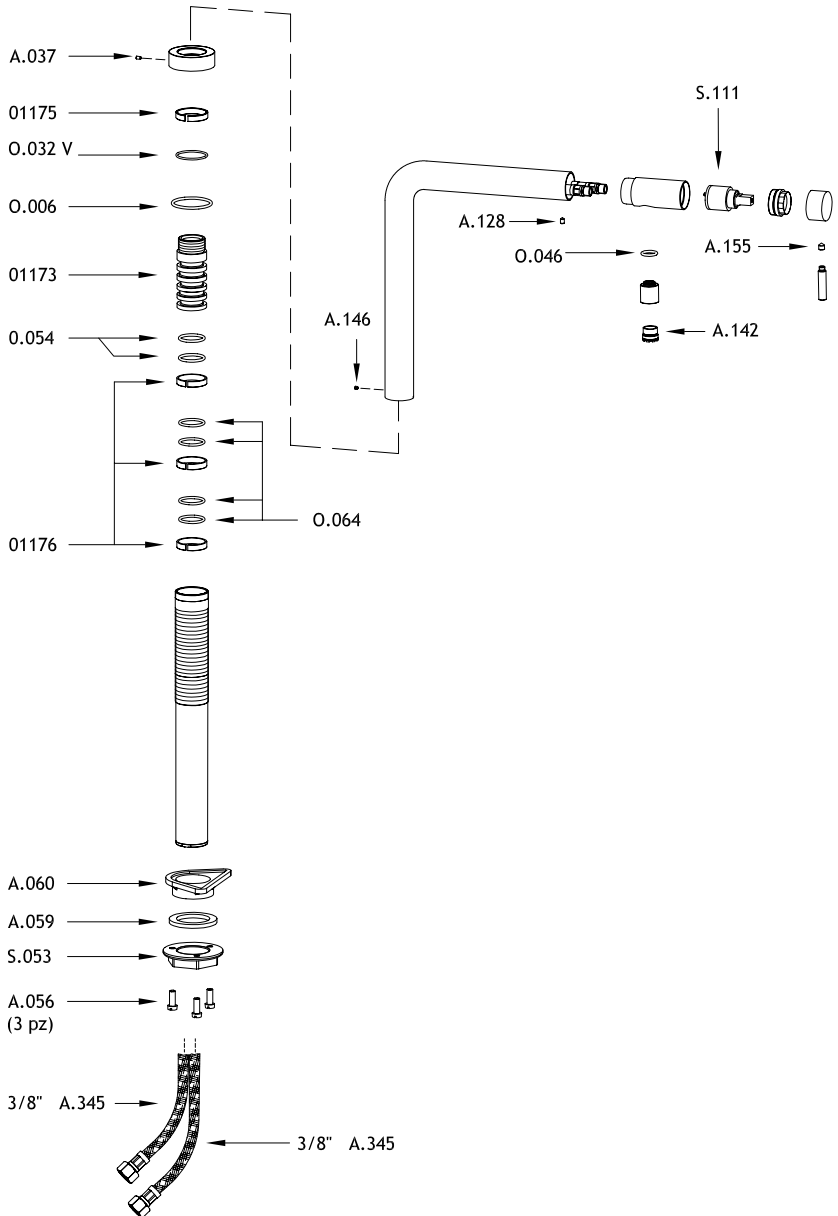 A.037
01175
O.032 V
O.006
01173
0.054
01176
O.064
A.146
A.128
S.111
O.046
A.155
A.142
A.060
A.059
S.053
A.056
(3 pz)
3/8" A.345
3/8" A.345